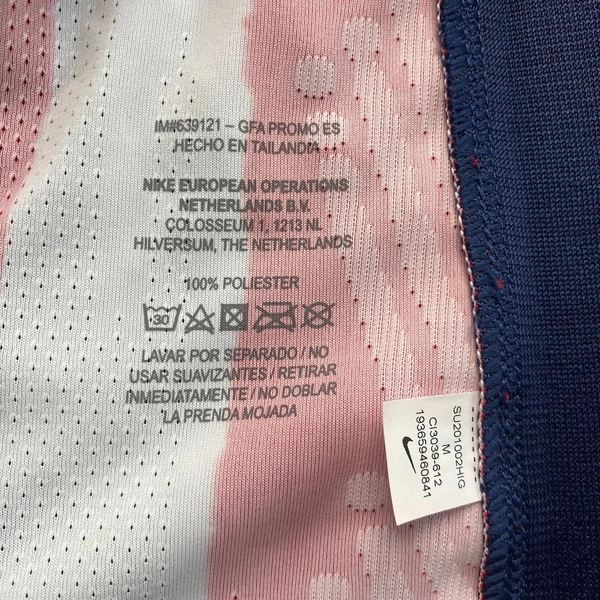 IM#639121 – GFA PROMO ES
HECHO EN TAILANDIA
NIKE EUROPEAN OPERATIONS
NETHERLANDS B.V.
COLOSSEUM 1, 1213 NL
HILVERSUM, THE NETHERLANDS
100% POLIESTER
30
LAVAR POR SEPARADO / NO
USAR SUAVIZANTES / RETIRAR
INMEDIATAMENTE / NO DOBLAR
LA PRENDA MOJADA
SU201002HIG
M
CI3039-612
193659460841